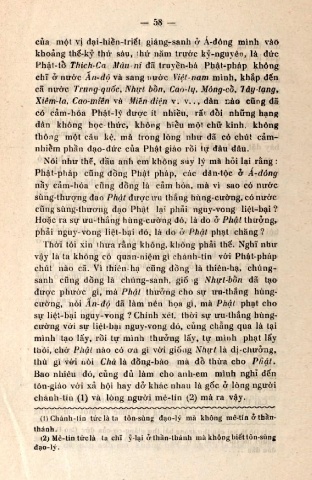 — 58 —
của một vị đại-hiền-triết giáng-sanh ở Á-đông mình vào
khoảng thế-kỷ thứ sáu, thứ năm trước kỷ-nguyên, là đức
Phật-tổ Thích-Ca Mâu-ni đã truyền-bá Phật-pháp không
chỉ ở nước Ấn-độ và sang nước Việt-nam mình, khắp đến
cã nước Trung-quốc, Nhựt bổn, Cao-ly, Mông-cổ, Tây-tạng,
Xiêm-la, Cao-miên và Miến điện v. v..., dân nào cũng đã
có cảm-hóa Phật-lý được ít nhiều, rất đỗi những hạng
dân không học thức, không hiểu một chữ kinh, không
thông một câu kệ, mà trong lòng như đã có chút cảm-
nhiễm phần đạo-đức của Phật giáo rồi tự đâu đâu.
Nói như thế, dầu anh em không suy lý mà hỏi lại rằng :
Phật-pháp cũng đồng Phật pháp, các dân-tộc ở Á-đông
nầy cảm-hóa cũng đồng là cảm hóa, mà vì sao có nước
sùng-thượng đạo Phật được ưu thắng hùng-cường, có nước
cũng sùng-thượng đạo Phật lại phải nguy-vong liệt-bại ?
Hoặc ra sự ưu-thắng hùng-cường đó, là do ở Phật thưởng,
phải nguy-vong liệt-bại đó, là do ở Phật phạt chăng ?
Thời tôi xin thưa rằng không, không phải thế. Nghĩ như
vậy là ta không có quan-niệm gì chánh-tín với Phật-pháp
chút nào cã. Vì thiên-hạ cũng đồng là thiên-hạ, chúng-
sanh cũng đồng là chúng-sanh, giống Nhựt-bổn đã tạo
được phước gì, mà Phật thưởng cho sự ưu-thắng hùng-
cường, nòi Ấn-độ đã làm nên họa gì, mà Phật phạt cho
sự liệt-bại nguy-vong ? Chính xét, thời sự ưu-thắng hùng-
cường với sự liệt-bại nguy-vong đó, cũng chẳng qua là tại
mình tạo lấy, rồi tự mình thưởng lấy, tự mình phạt lấy
thôi, chớ Phật nào có ơn gì với giống Nhựt là dị-chưởng,
thù gì với nòi Chà là đồng-bào mà đổ thừa cho Phật.
Bao nhiêu đó, cũng đủ làm cho anh-em mình nghĩ đến
tôn-giáo với xã hội hay dở khác nhau là gốc ở lòng người
chánh-tín (1) và lòng người mê-tín (2) mà ra vậy.
(1) Chánh-tín tức là ta tôn-sùng đạo-lý mà không mê-tín ở thần-
thánh.
(2) Mê-tín tức là ta chỉ ỷ-lại ở thần-thánh mà không biết tôn-sùng
đạo-lý.